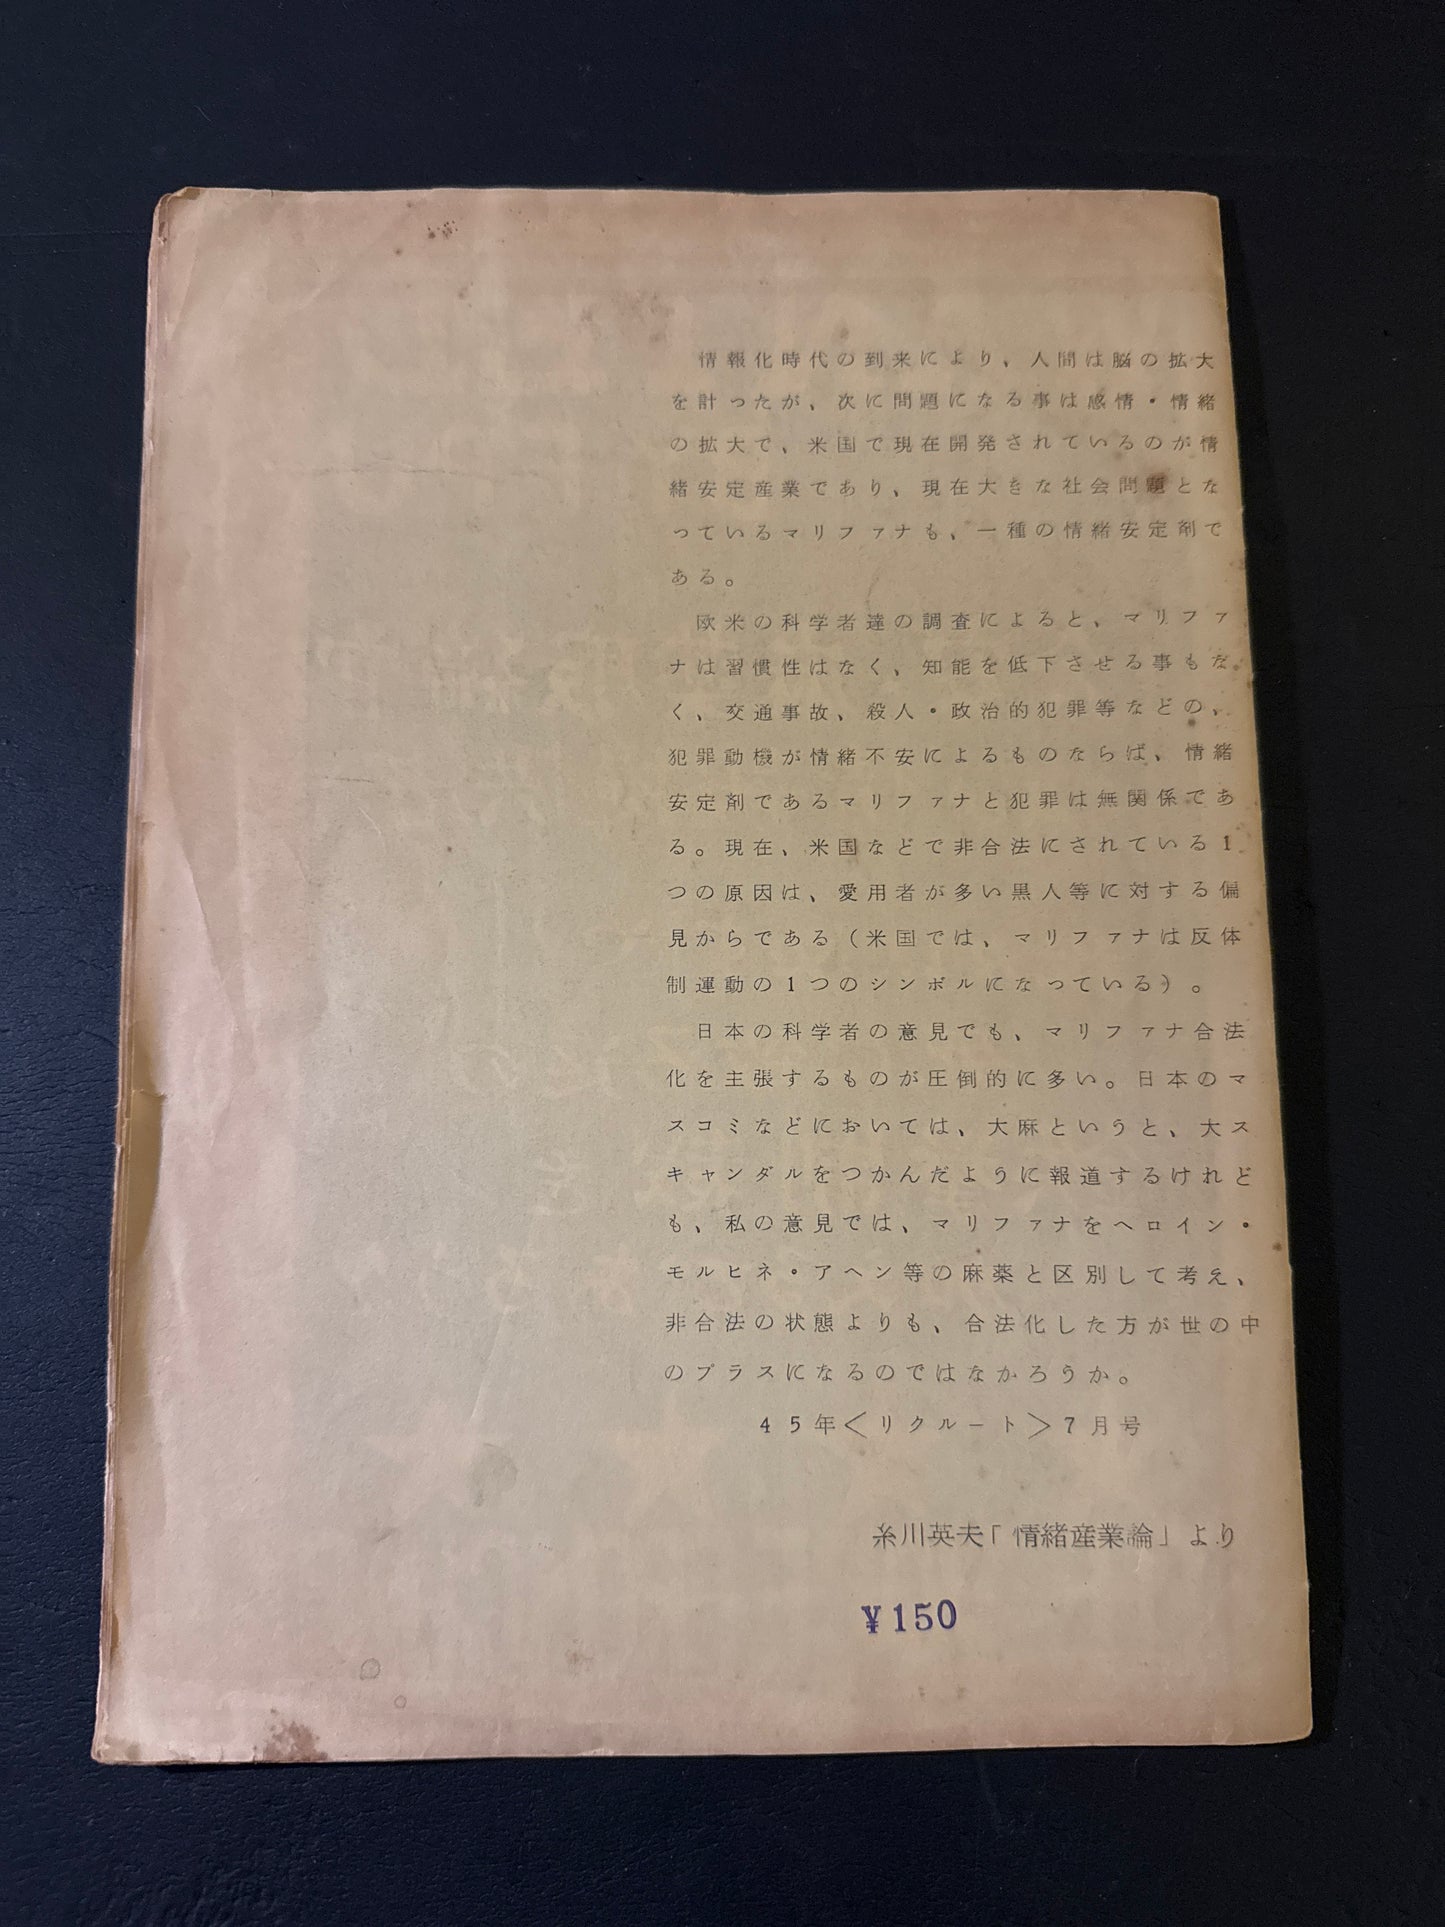 情報化時代の到来により、人間は脳の拡大
を計ったが、次に問題になる事は感情・情緒
の拡大で、米国で現在開発されているのが情
緒安定産業であり、現在大きな社会問題とな
っているマリファナも、一種の情緒安定剤で
ある。
欧米の科学者達の調査によると、マリファ
ナは習慣性はなく、知能を低下させる事もな
く、交通事故、殺人・政治的犯罪等などの、
犯罪動機が情緒不安によるものならば、情緒
安定剤であるマリファナと犯罪は無関係であ
る。現在、米国などで非合法にされている1
つの原因は、愛用者が多い黒人等に対する偏
見からである（米国では、マリファナは反体
制運動の1つのシンボルになっている）。
日本の科学者の意見でも、マリファナ合法
化を主張するものが圧倒的に多い。日本のマ
スコミなどにおいては、大麻というと、大ス
キャンダルをつかんだように報道するけれど
も、私の意見では、マリファナをヘロイン・
モルヒネ・アヘン等の麻薬と区別して考え、
非合法の状態よりも、合法化した方が世の中
のプラスになるのではなかろうか。
45年＜リクルート＞7月号
糸川英夫「情緒産業論」より
¥150